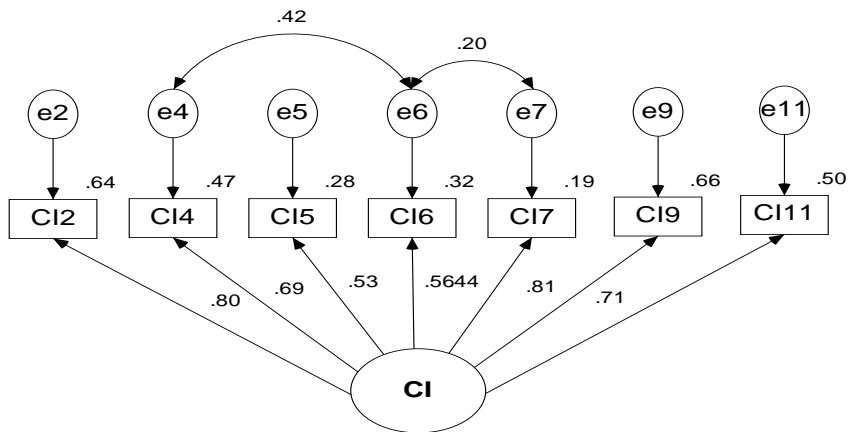 .42
.20
e2 e4 e5 e6 e7 e9 e11
.64 .47 .28 .32 .19 .66 .50
CI2 CI4 CI5 CI6 CI7 CI9 CI11
.80 .69 .53 .5644 .81 .71
CI